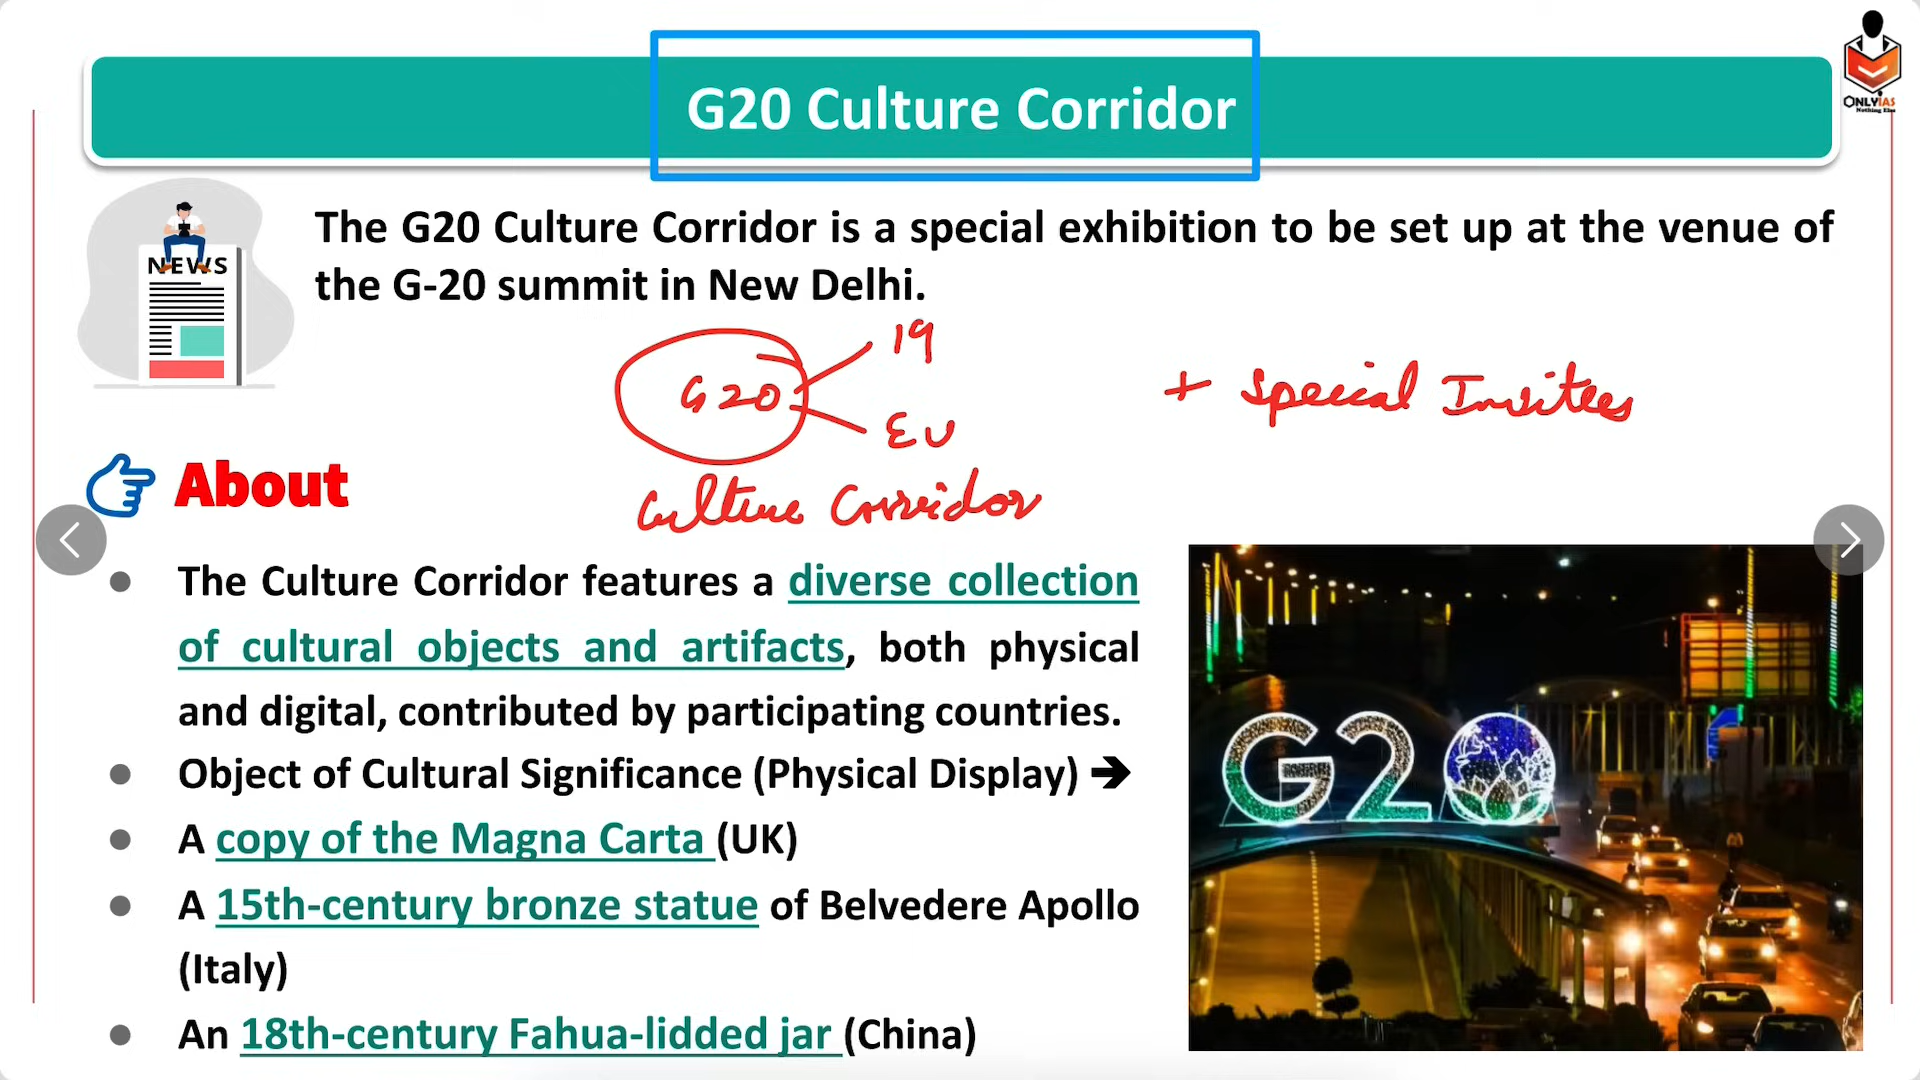 G20 Culture Corridor
ONLYIAS
Nothing Else
NEWS
The G20 Culture Corridor is a special exhibition to be set up at the venue of
the G-20 summit in New Delhi.
G20
19
EU
+ Special Invitees
Culture Corridor
About
The Culture Corridor features a diverse collection
of cultural objects and artifacts, both physical
and digital, contributed by participating countries.
Object of Cultural Significance (Physical Display) ➔
A copy of the Magna Carta (UK)
A 15th-century bronze statue of Belvedere Apollo
(Italy)
An 18th-century Fahua-lidded jar (China)
G20